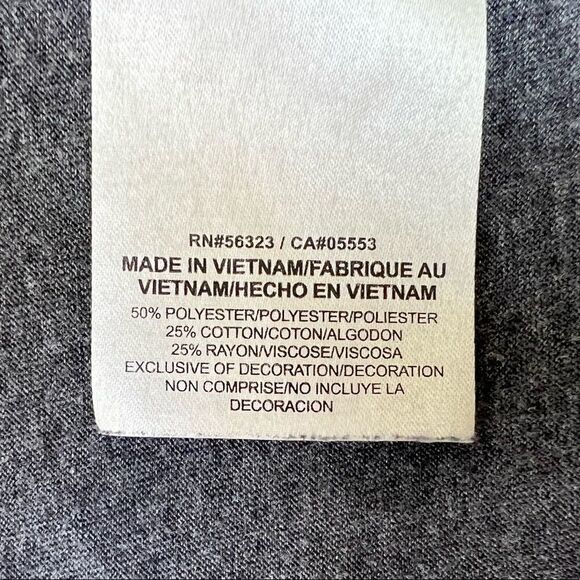 RN#56323 / CA#05553
MADE IN VIETNAM/FABRIQUE AU
VIETNAM/HECHO EN VIETNAM
50% POLYESTER/POLYESTER/POLIESTER
25% COTTON/COTON/ALGODON
25% RAYON/VISCOSE/VISCOSA
EXCLUSIVE OF DECORATION/DECORATION
NON COMPRISE/NO INCLUYE LA
DECORACION